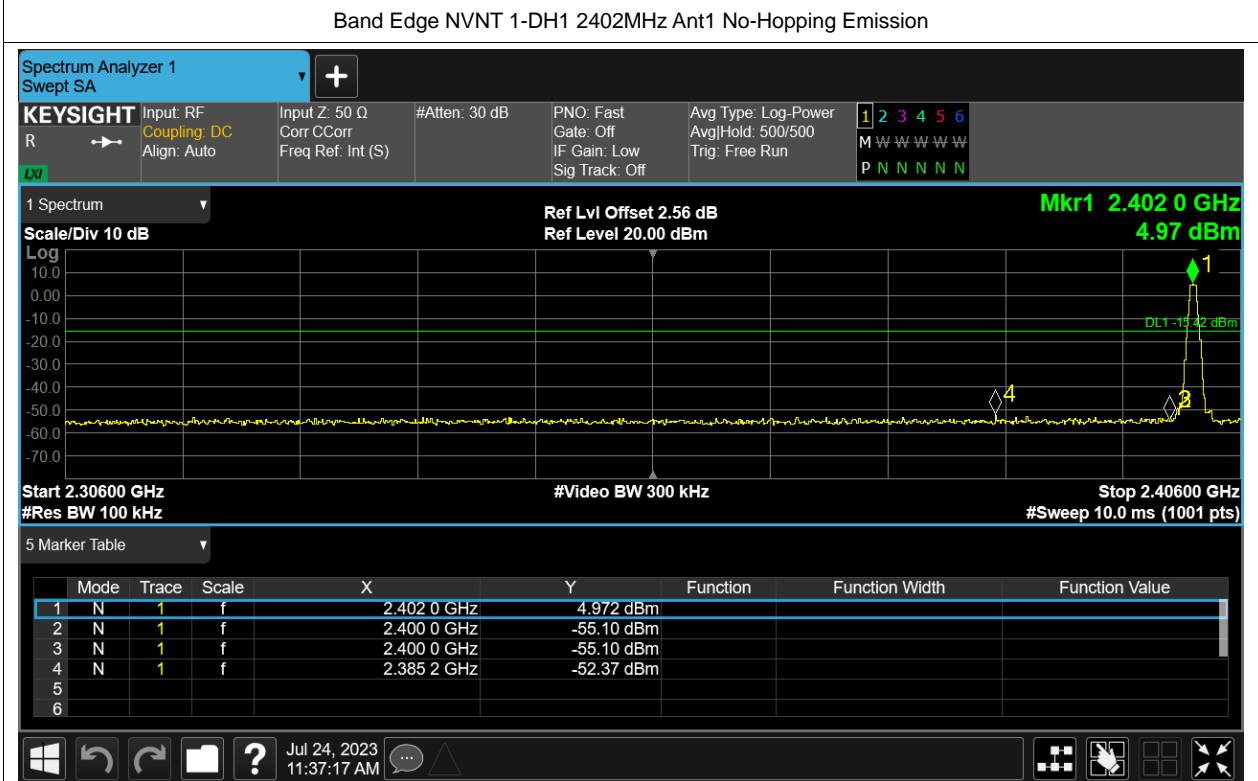 Band Edge NVNT 1-DH1 2402MHz Ant1 No-Hopping Emission
Spectrum Analyzer 1
Swept SA
+
KEYSIGHT Input: RF Input Z: 50 Ω #Atten: 30 dB PNO: Fast Avg Type: Log-Power 1 2 3 4 5 6
R Coupling: DC Corr CCorr Gate: Off Avg|Hold: 500/500 M W W W W W
Align: Auto Freq Ref: Int (S) IF Gain: Low Trig: Free Run
LXI Sig Track: Off P N N N N N
1 Spectrum Ref Lvl Offset 2.56 dB Mkr1 2.402 0 GHz
Scale/Div 10 dB Ref Level 20.00 dBm 4.97 dBm
Log
1
10.0
0.00
-10.0
DL1 -15.42 dBm
-20.0
-30.0
-40.0
4
-50.0
-60.0
-70.0
Start 2.30600 GHz #Video BW 300 kHz Stop 2.40600 GHz
#Res BW 100 kHz #Sweep 10.0 ms (1001 pts)
5 Marker Table
Mode Trace Scale X Y Function Function Width Function Value
1 N 1 f 2.402 0 GHz 4.972 dBm
2 N 1 f 2.400 0 GHz -55.10 dBm
3 N 1 f 2.400 0 GHz -55.10 dBm
4 N 1 f 2.385 2 GHz -52.37 dBm
5
6
? Jul 24, 2023
11:37:17 AM